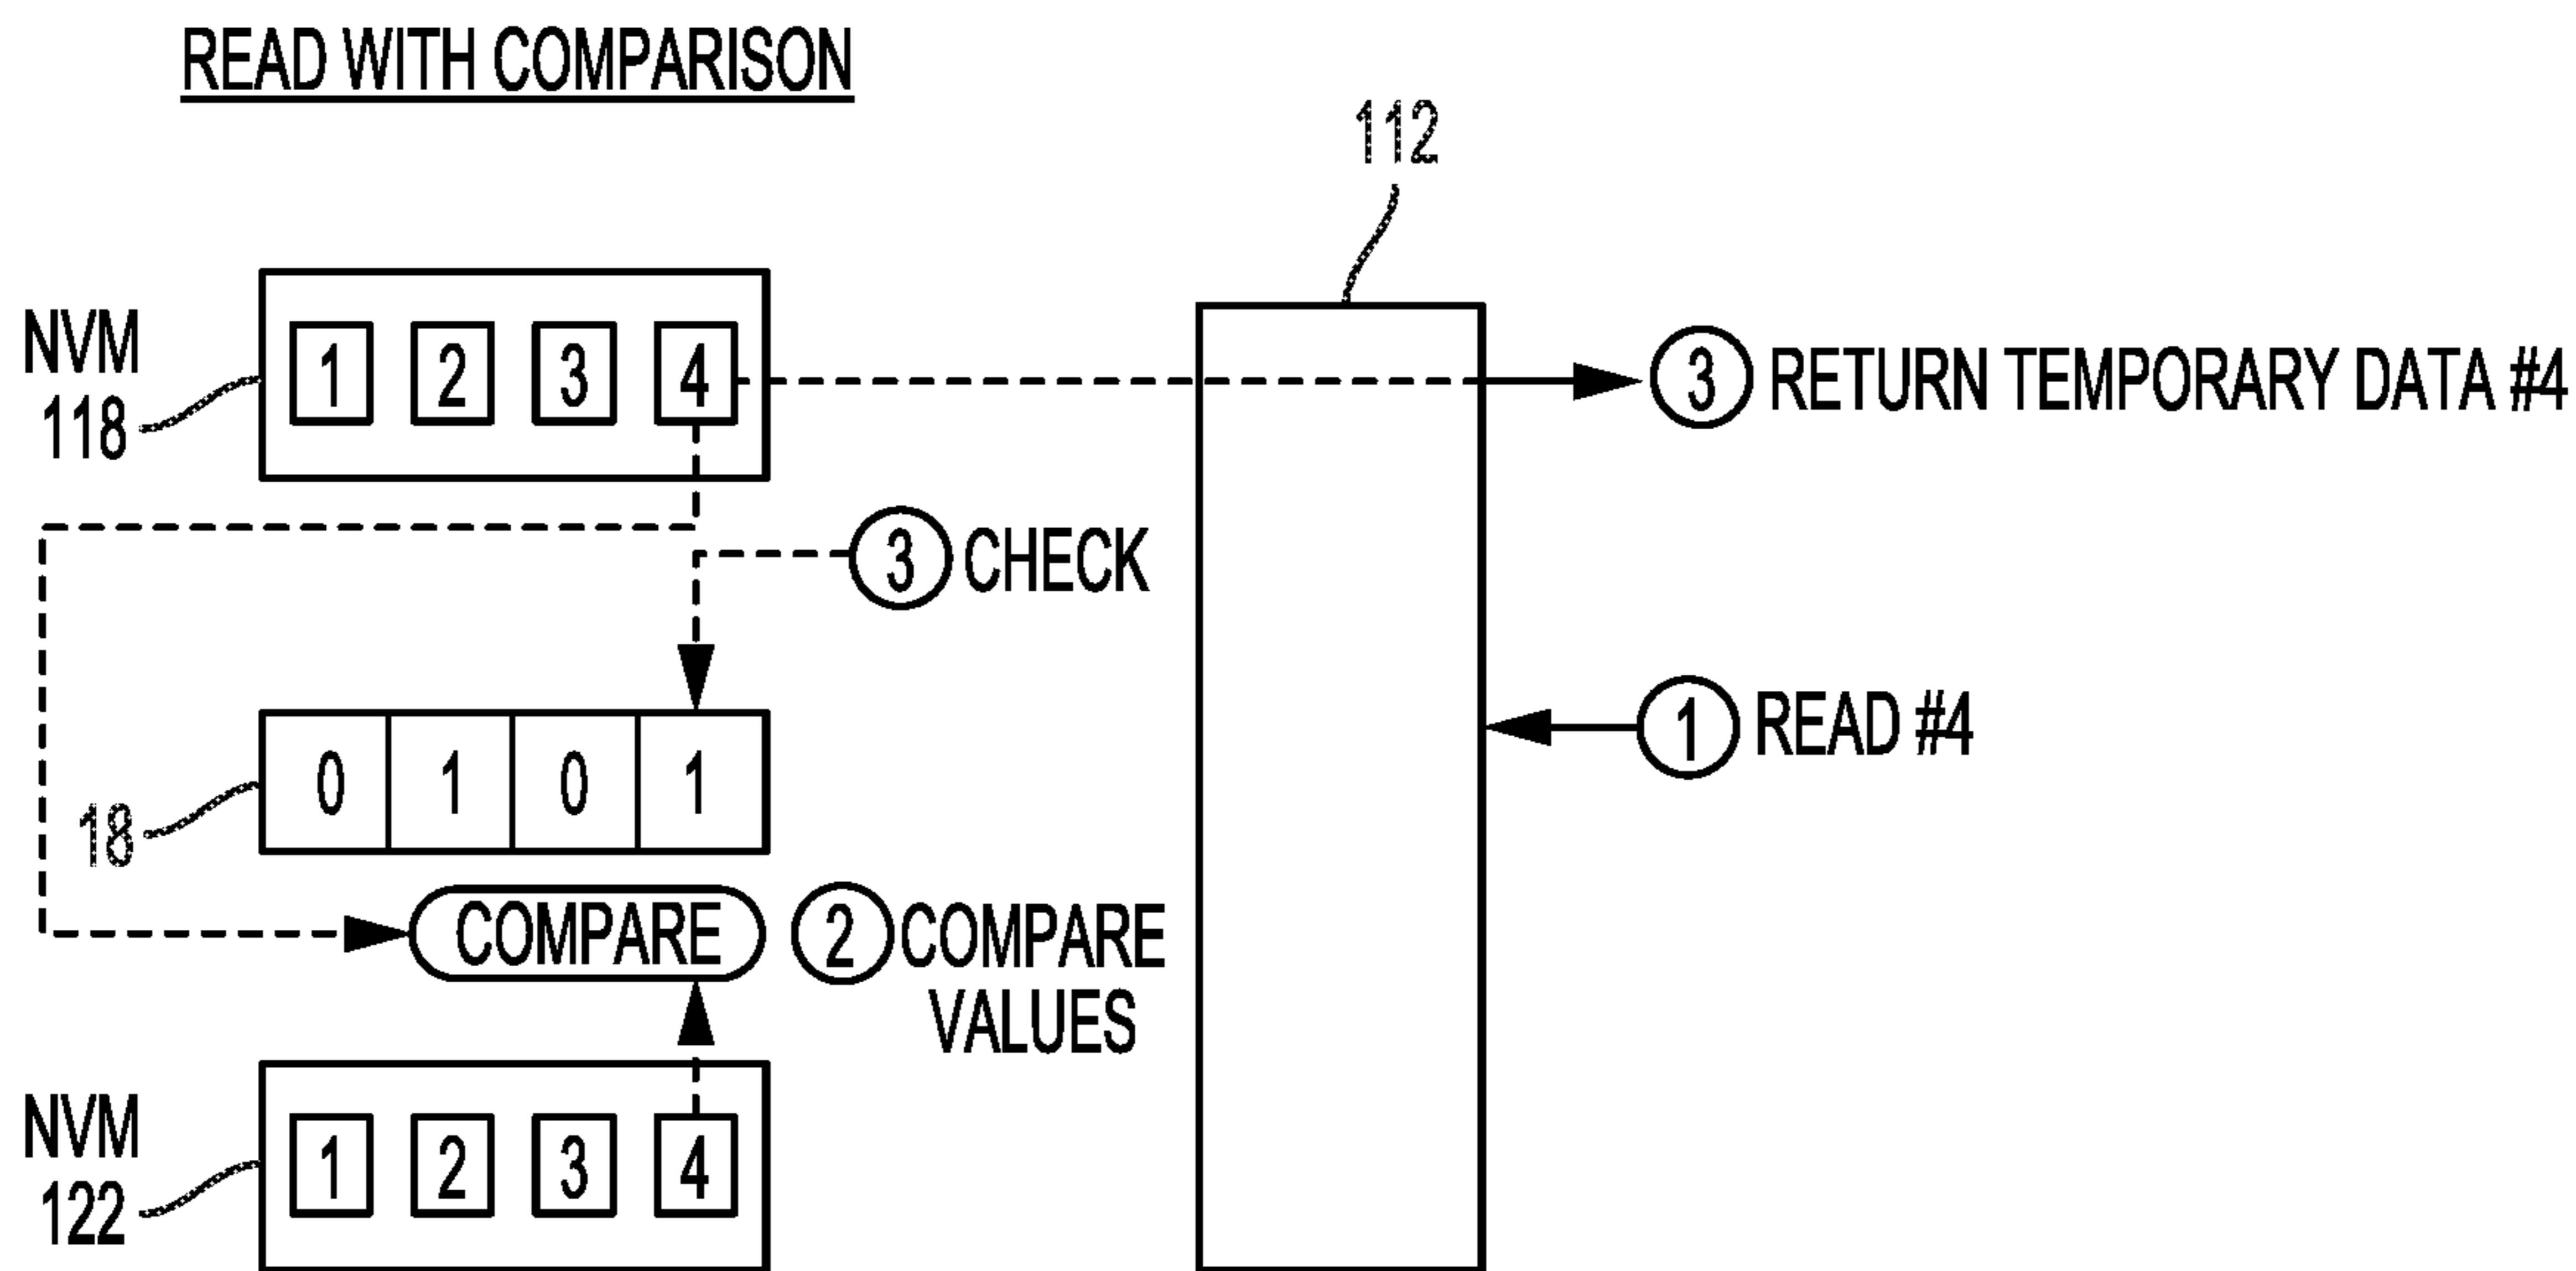 READ WITH COMPARISON
112
NVM
118
1 2 3 4
3 RETURN TEMPORARY DATA #4
3 CHECK
1 READ #4
18
0 1 0 1
COMPARE
2 COMPARE
VALUES
NVM
122
1 2 3 4